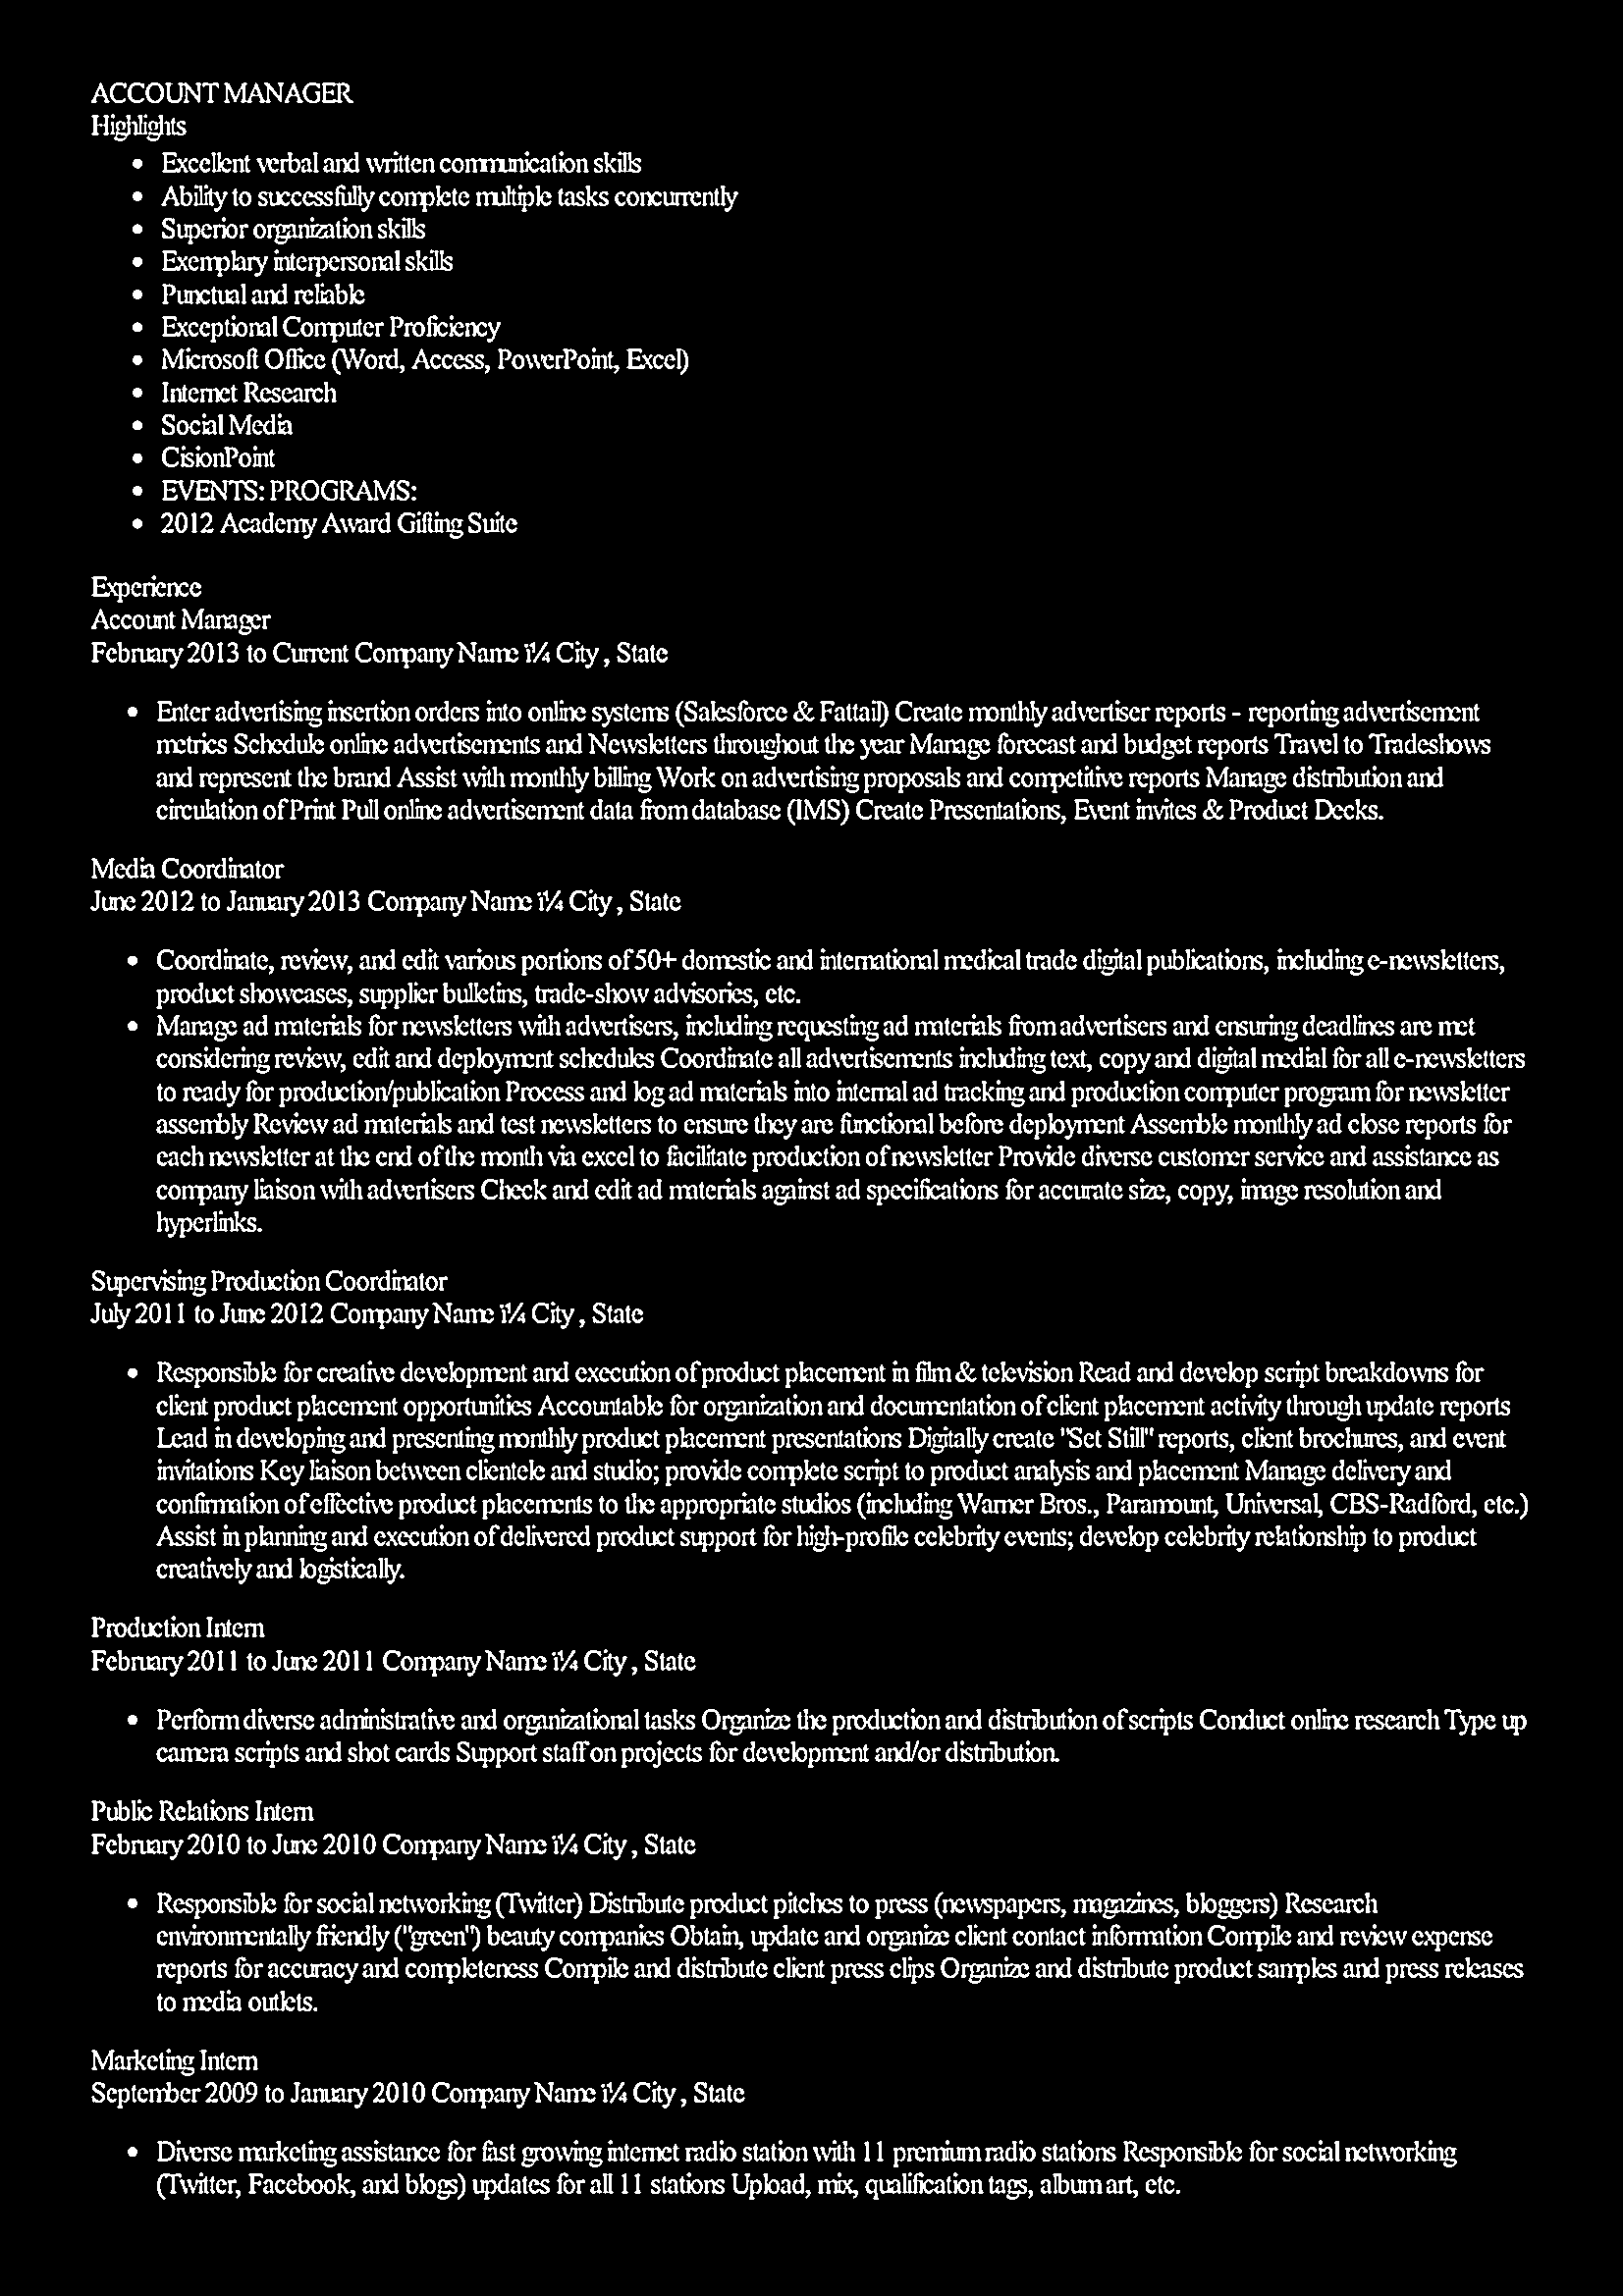 ACCOUNT MANAGER
Highlights
• Excellent verbal and written communication skills
• Ability to successfully complete multiple tasks concurrently
• Superior organization skills
• Exemplary interpersonal skills
• Punctual and reliable
• Exceptional Computer Proficiency
• Microsoft Office (Word, Access, PowerPoint, Excel)
• Internet Research
• Social Media
• CisionPoint
• EVENTS: PROGRAMS:
• 2012 Academy Award Gifting Suite
Experience
Account Manager
February 2013 to Current Company Name ï¼ City , State
• Enter advertising insertion orders into online systems (Salesforce & Fattail) Create monthly advertiser reports - reporting advertisement
metrics Schedule online advertisements and Newsletters throughout the year Manage forecast and budget reports Travel to Tradeshows
and represent the brand Assist with monthly billing Work on advertising proposals and competitive reports Manage distribution and
circulation of Print Pull online advertisement data from database (IMS) Create Presentations, Event invites & Product Decks.
Media Coordinator
June 2012 to January 2013 Company Name ï¼ City , State
• Coordinate, review, and edit various portions of 50+ domestic and international medical trade digital publications, including e-newsletters,
product showcases, supplier bulletins, trade-show advisories, etc.
• Manage ad materials for newsletters with advertisers, including requesting ad materials from advertisers and ensuring deadlines are met
considering review, edit and deployment schedules Coordinate all advertisements including text, copy and digital medial for all e-newsletters
to ready for production/publication Process and log ad materials into internal ad tracking and production computer program for newsletter
assembly Review ad materials and test newsletters to ensure they are functional before deployment Assemble monthly ad close reports for
each newsletter at the end of the month via excel to facilitate production of newsletter Provide diverse customer service and assistance as
company liaison with advertisers Check and edit ad materials against ad specifications for accurate size, copy, image resolution and
hyperlinks.
Supervising Production Coordinator
July 2011 to June 2012 Company Name ï¼ City , State
• Responsible for creative development and execution of product placement in film & television Read and develop script breakdowns for
client product placement opportunities Accountable for organization and documentation of client placement activity through update reports
Lead in developing and presenting monthly product placement presentations Digitally create "Set Still" reports, client brochures, and event
invitations Key liaison between clientele and studio; provide complete script to product analysis and placement Manage delivery and
confirmation of effective product placements to the appropriate studios (including Warner Bros., Paramount, Universal, CBS-Radford, etc.)
Assist in planning and execution of delivered product support for high-profile celebrity events; develop celebrity relationship to product
creatively and logistically.
Production Intern
February 2011 to June 2011 Company Name ï¼ City , State
• Perform diverse administrative and organizational tasks Organize the production and distribution of scripts Conduct online research Type up
camera scripts and shot cards Support staff on projects for development and/or distribution.
Public Relations Intern
February 2010 to June 2010 Company Name ï¼ City , State
• Responsible for social networking (Twitter) Distribute product pitches to press (newspapers, magazines, bloggers) Research
environmentally friendly ("green") beauty companies Obtain, update and organize client contact information Compile and review expense
reports for accuracy and completeness Compile and distribute client press clips Organize and distribute product samples and press releases
to media outlets.
Marketing Intern
September 2009 to January 2010 Company Name ï¼ City , State
• Diverse marketing assistance for fast growing internet radio station with 11 premium radio stations Responsible for social networking
(Twitter, Facebook, and blogs) updates for all 11 stations Upload, mix, qualification tags, album art, etc.